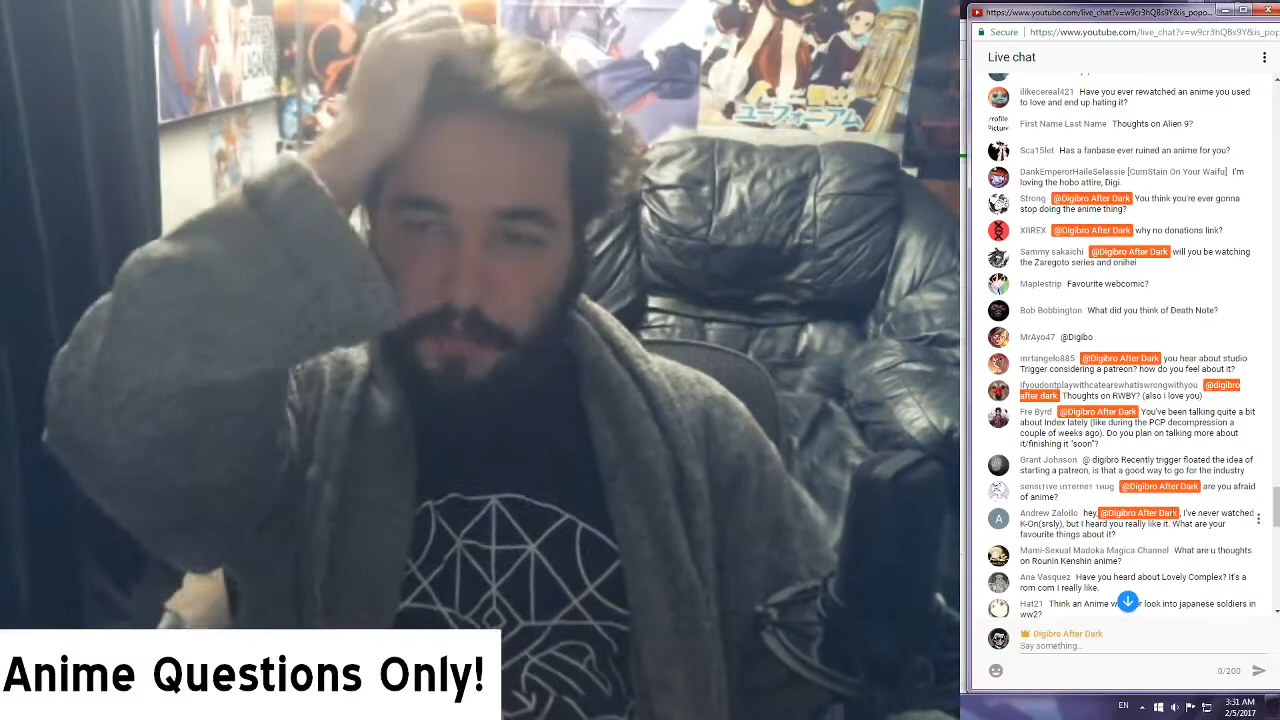 ユーフォニアム
Anime Questions Only!
https://www.youtube.com/live_chat?v=w9cr3hQBs9Y&is_popo...
Secure
https://www.youtube.com/live_chat?v=w9cr3hQBs9Y&is_pop
Live chat
ilikecereal421 Have you ever rewatched an anime you used
to love and end up hating it?
First Name Last Name Thoughts on Alien 9?
Sca15let Has a fanbase ever ruined an anime for you?
DankEmperorHaileSelassie [CumStain On Your Waifu] I'm
loving the hobo attire, Digi.
Strong @Digibro After Dark You think you're ever gonna
stop doing the anime thing?
XIIREX @Digibro After Dark why no donations link?
Sammy sakaichi @Digibro After Dark will you be watching
the Zaregoto series and onihei
Maplestrip Favourite webcomic?
Bob Bobbington What did you think of Death Note?
MrAyo47 @Digibo
mrtangelo885 @Digibro After Dark you hear about studio
Trigger considering a patreon? how do you feel about it?
ifyoudontplaywithcatearswhatiswrongwithyou @digibro
after dark Thoughts on RWBY? (also i love you)
Fre Byrd @Digibro After Dark You've been talking quite a bit
about Index lately (like during the PCP decompression a
couple of weeks ago). Do you plan on talking more about
it/finishing it "soon"?
Grant Johnson @ digibro Recently trigger floated the idea of
starting a patreon, is that a good way to go for the industry
sensitive internet thug @Digibro After Dark are you afraid
of anime?
A
Andrew Zaloilo hey, @Digibro After Dark, I've never watched
K-On(srsly), but I heard you really like it. What are your
favourite things about it?
Mami-Sexual Madoka Magica Channel What are u thoughts
on Rounin Kenshin anime?
Ana Vasquez Have you heard about Lovely Complex? It's a
rom com I really like.
Hat21 Think an Anime look into japanese soldiers in
ww2?
Digibro After Dark
Say something...
0/200
EN
3:31 AM
2/5/2017